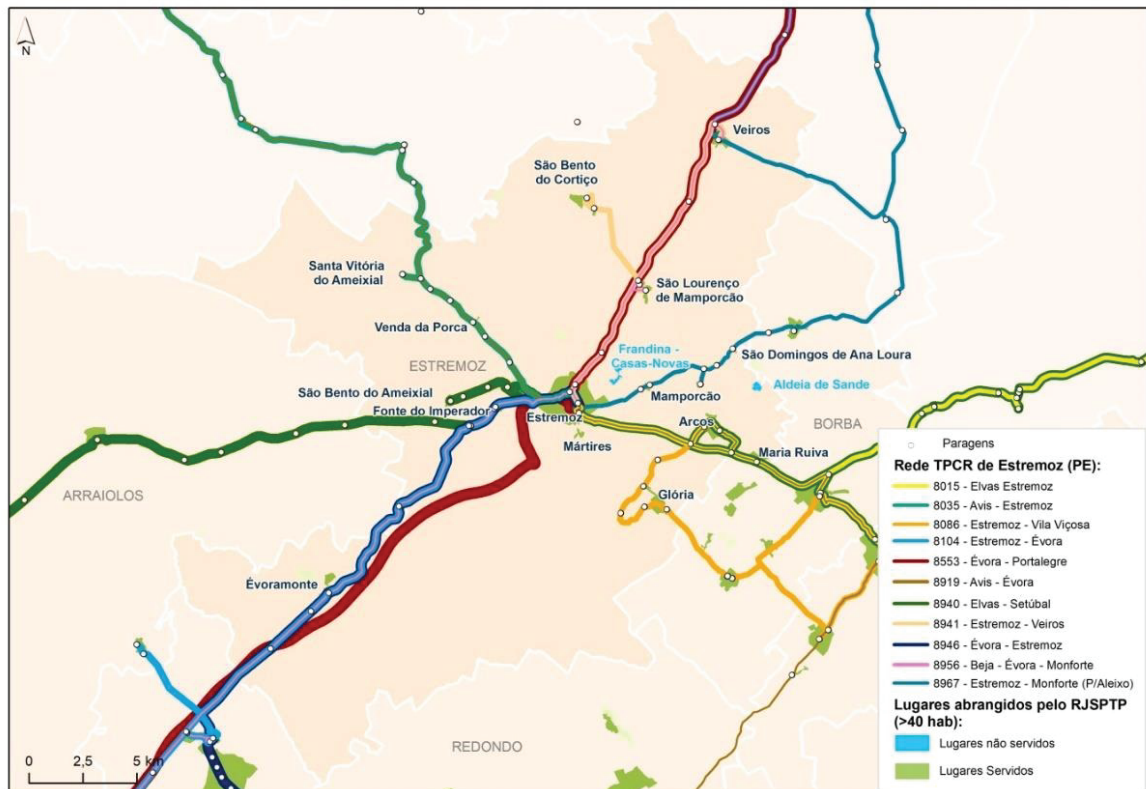 N
Veiros
São Bento
do Cortiço
Santa Vitória
do Ameixial
São Lourenço
de Mamporcão
Venda da Porca
Frandina -
Casas-Novas
São Domingos de Ana Loura
ESTREMOZ
São Bento do Ameixial
Mamporcão
Aldeia de Sande
Fonte do Imperador
Estremoz
Arcos
BORBA
Mártires
Maria Ruiva
ARRAIOLOS
Glória
Évoramonte
REDONDO
0 2,5 5 km
Paragens
Rede TPCR de Estremoz (PE):
8015 - Elvas Estremoz
8035 - Avis - Estremoz
8086 - Estremoz - Vila Viçosa
8104 - Estremoz - Évora
8553 - Évora - Portalegre
8919 - Avis - Évora
8940 - Elvas - Setúbal
8941 - Estremoz - Veiros
8946 - Évora - Estremoz
8956 - Beja - Évora - Monforte
8967 - Estremoz - Monforte (P/Aleixo)
Lugares abrangidos pelo RJSPTP
(>40 hab):
Lugares não servidos
Lugares Servidos